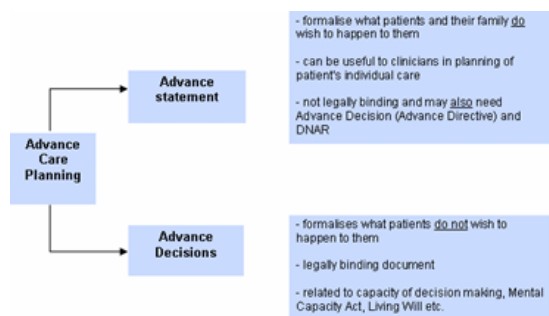 - formalise what patients and their family do
wish to happen to them
- can be useful to clinicians in planning of
patient's individual care
- not legally binding and may also need
Advance Decision (Advance Directive) and
DNAR
Advance
statement
Advance
Care
Planning
Advance
Decisions
- formalises what patients do not wish to
happen to them
- legally binding document
- related to capacity of decision making, Mental
Capacity Act, Living Will etc.